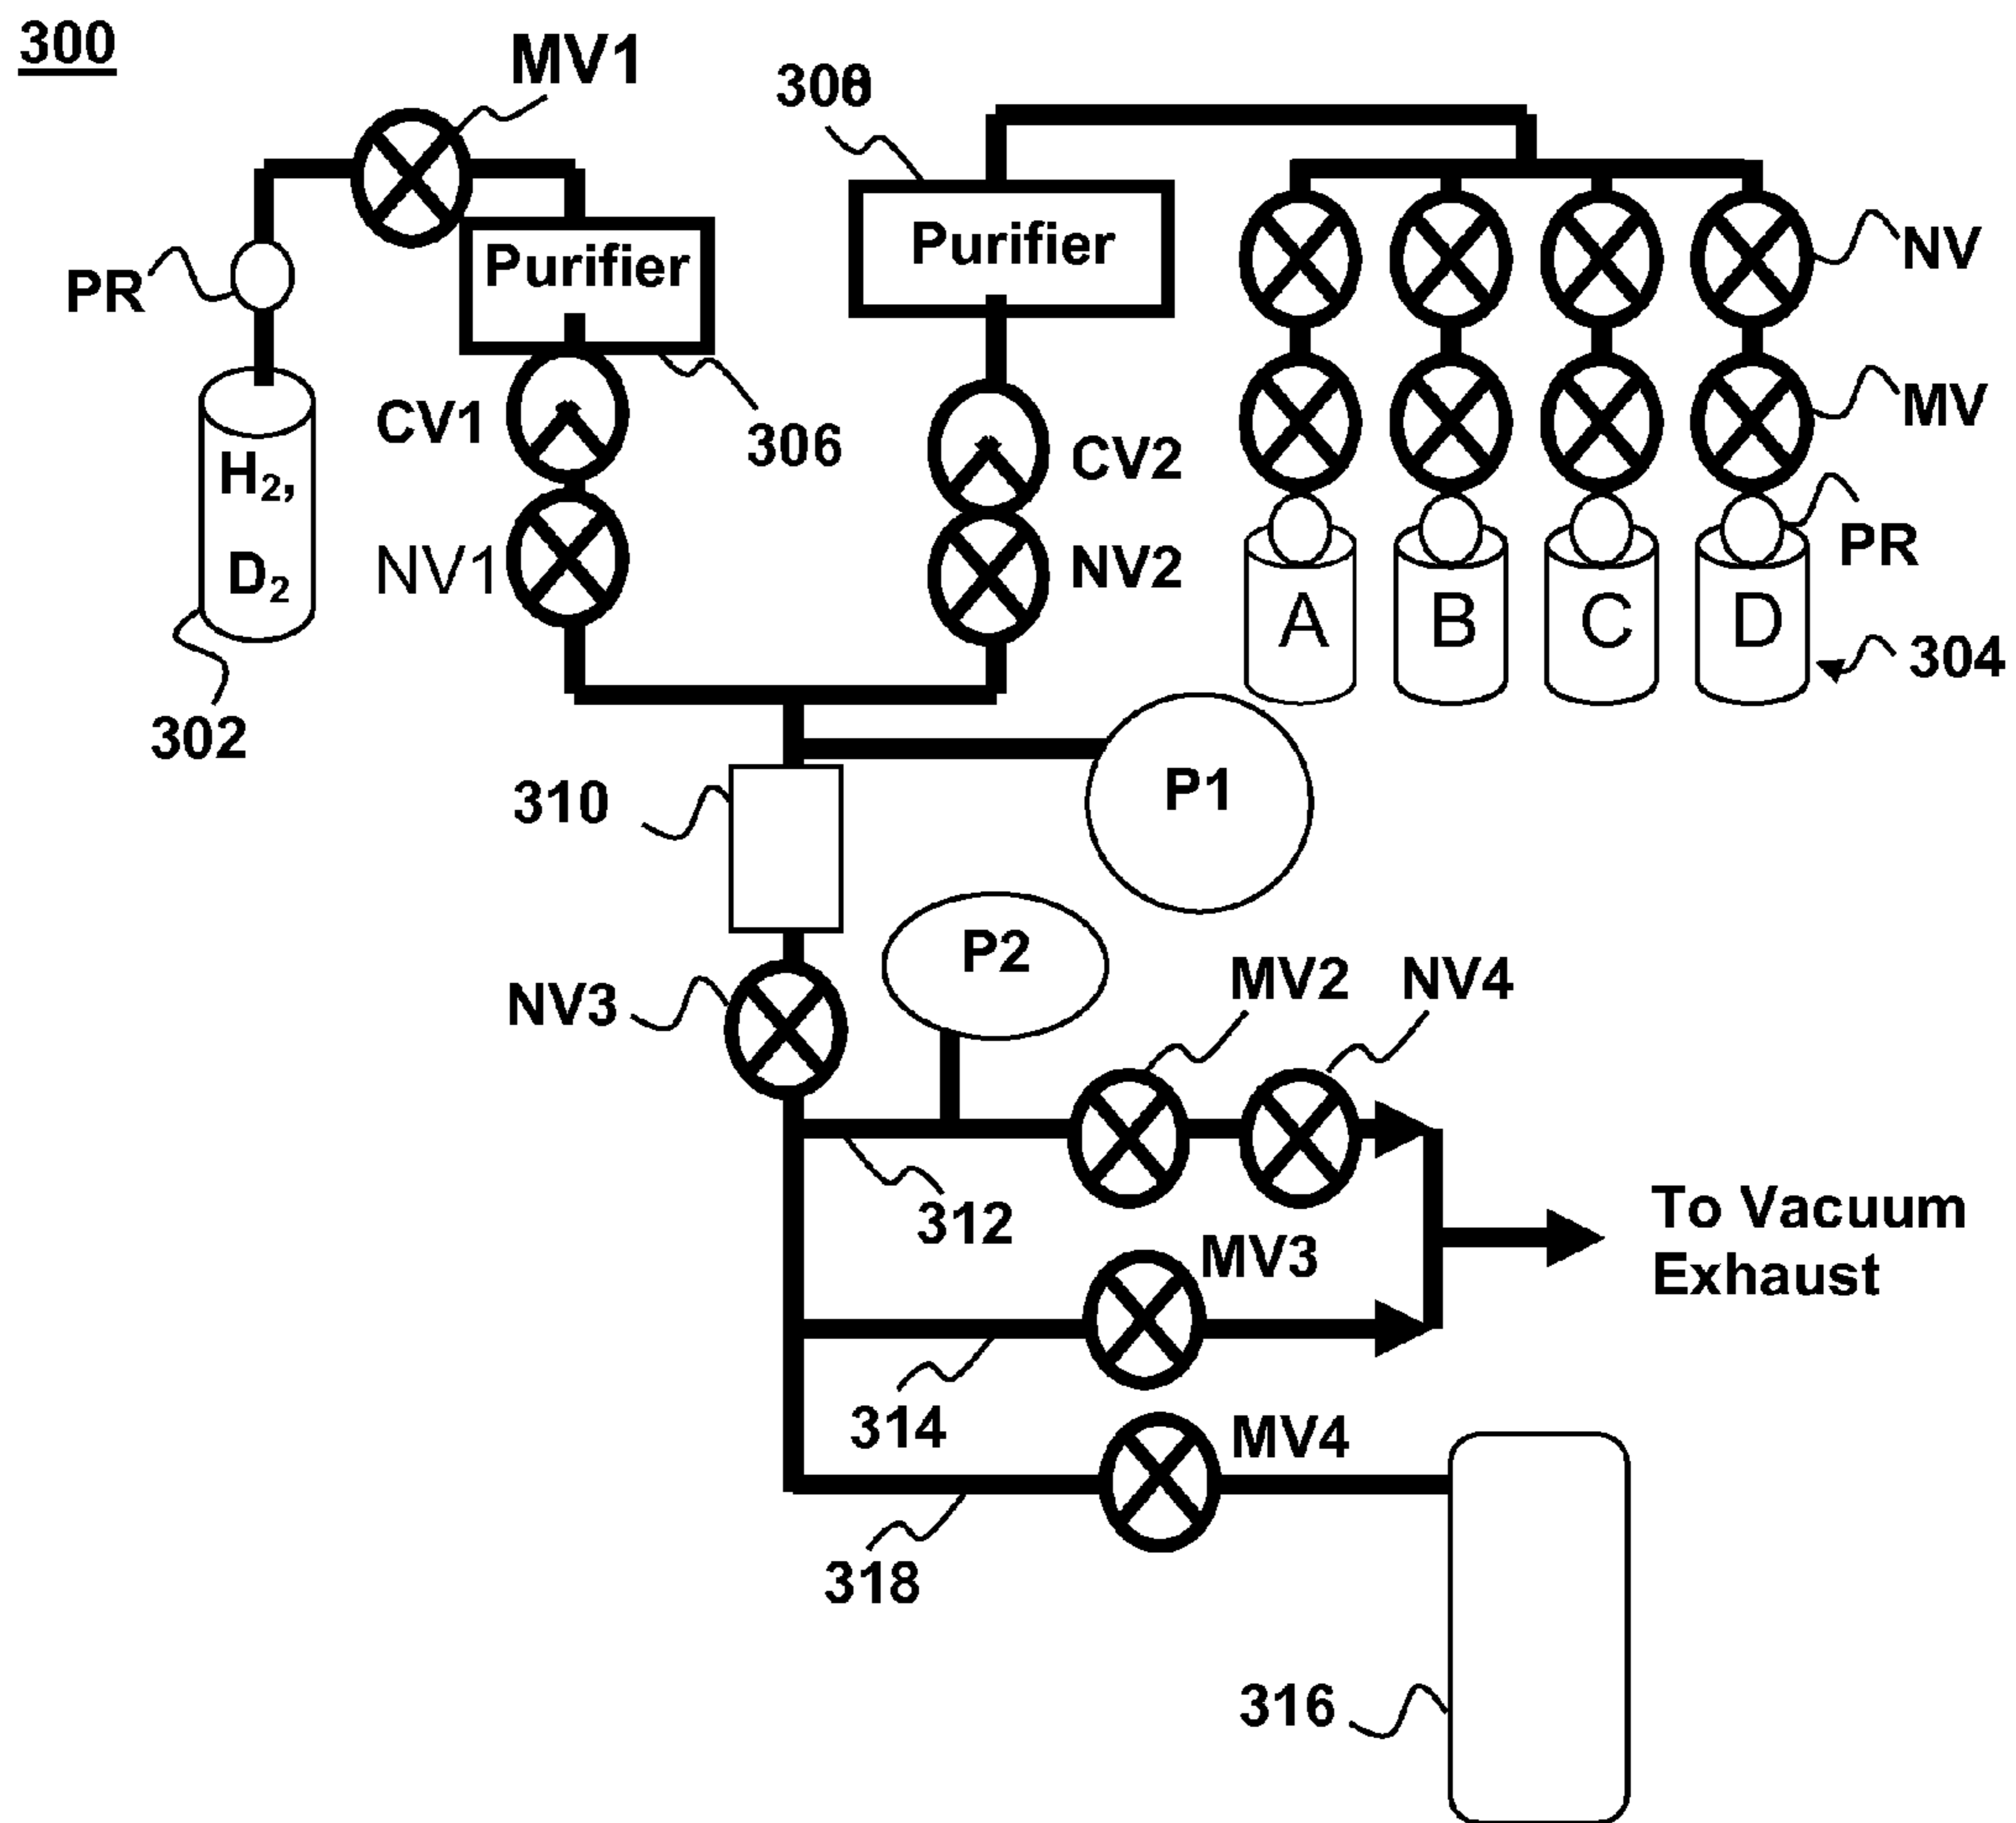 300
MV1
PR
Purifier
Purifier
NV
MV
CV1
306
CV2
H₂,
D₂
NV1
NV2
PR
A
B
C
D
304
302
P1
310
P2
NV3
MV2
NV4
312
To Vacuum
Exhaust
MV3
314
MV4
318
316